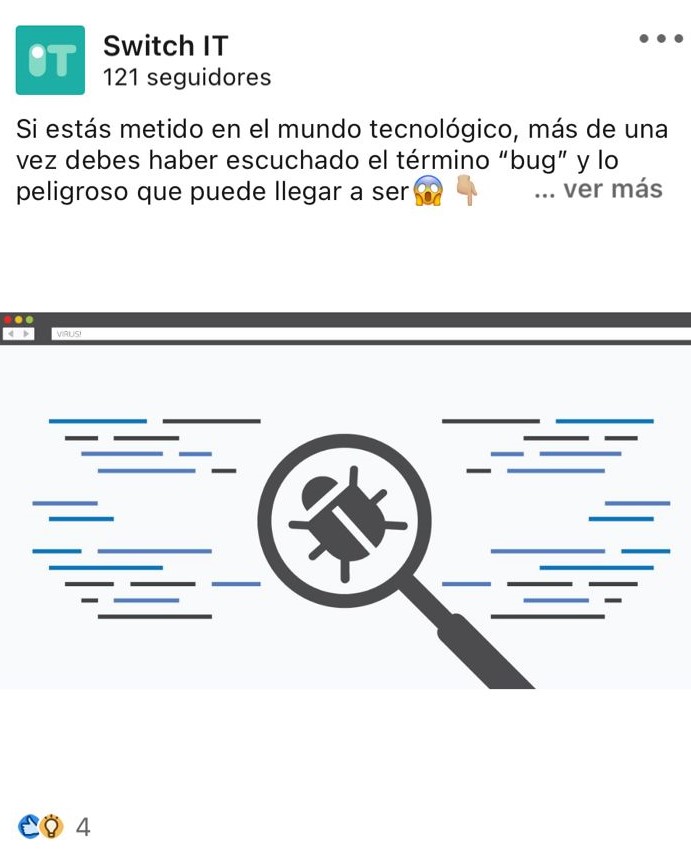 iT
Switch IT
121 seguidores
Si estás metido en el mundo tecnológico, más de una
vez debes haber escuchado el término “bug” y lo
peligroso que puede llegar a ser😱 👇🏼 ... ver más
VIRUS!
4